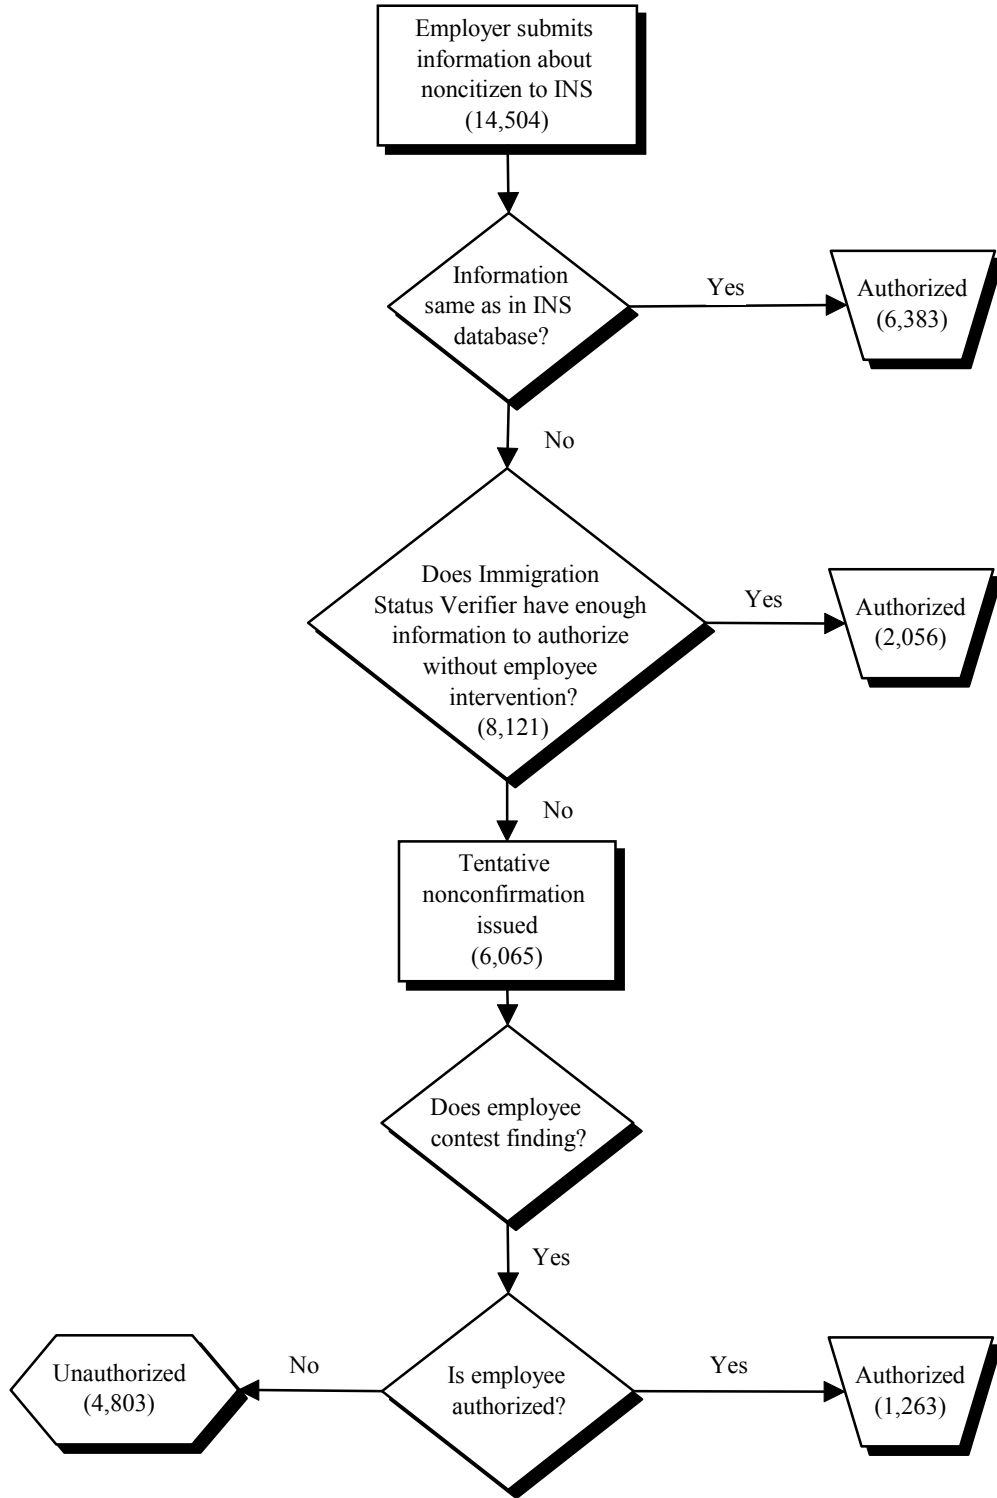 Employer submits
information about
noncitizen to INS
(14,504)
Information
same as in INS
database?
Yes
Authorized
(6,383)
No
Does Immigration
Status Verifier have enough
information to authorize
without employee
intervention?
(8,121)
Yes
Authorized
(2,056)
No
Tentative
nonconfirmation
issued
(6,065)
Does employee
contest finding?
Yes
Unauthorized
(4,803)
No
Is employee
authorized?
Yes
Authorized
(1,263)